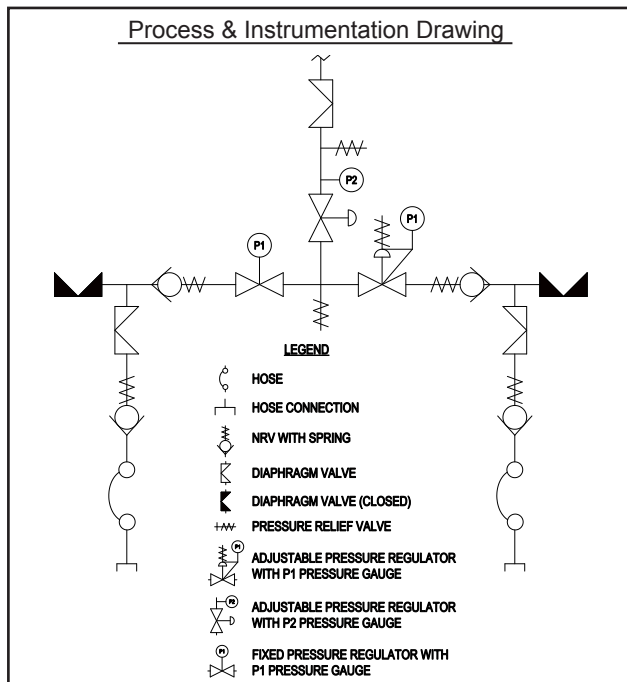 Process & Instrumentation Drawing
P2
P1
P1
LEGEND
HOSE
HOSE CONNECTION
NRV WITH SPRING
DIAPHRAGM VALVE
DIAPHRAGM VALVE (CLOSED)
PRESSURE RELIEF VALVE
P1
ADJUSTABLE PRESSURE REGULATOR
WITH P1 PRESSURE GAUGE
P2
ADJUSTABLE PRESSURE REGULATOR
WITH P2 PRESSURE GAUGE
P1
FIXED PRESSURE REGULATOR WITH
P1 PRESSURE GAUGE